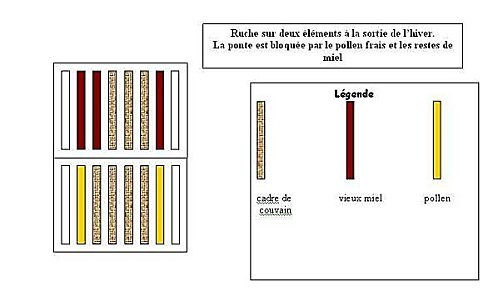 Ruche sur deux éléments à la sortie de l'hiver.
La ponte est bloquée par le pollen frais et les restes de
miel
Légende
cadre de
couvain
vieux miel
pollen